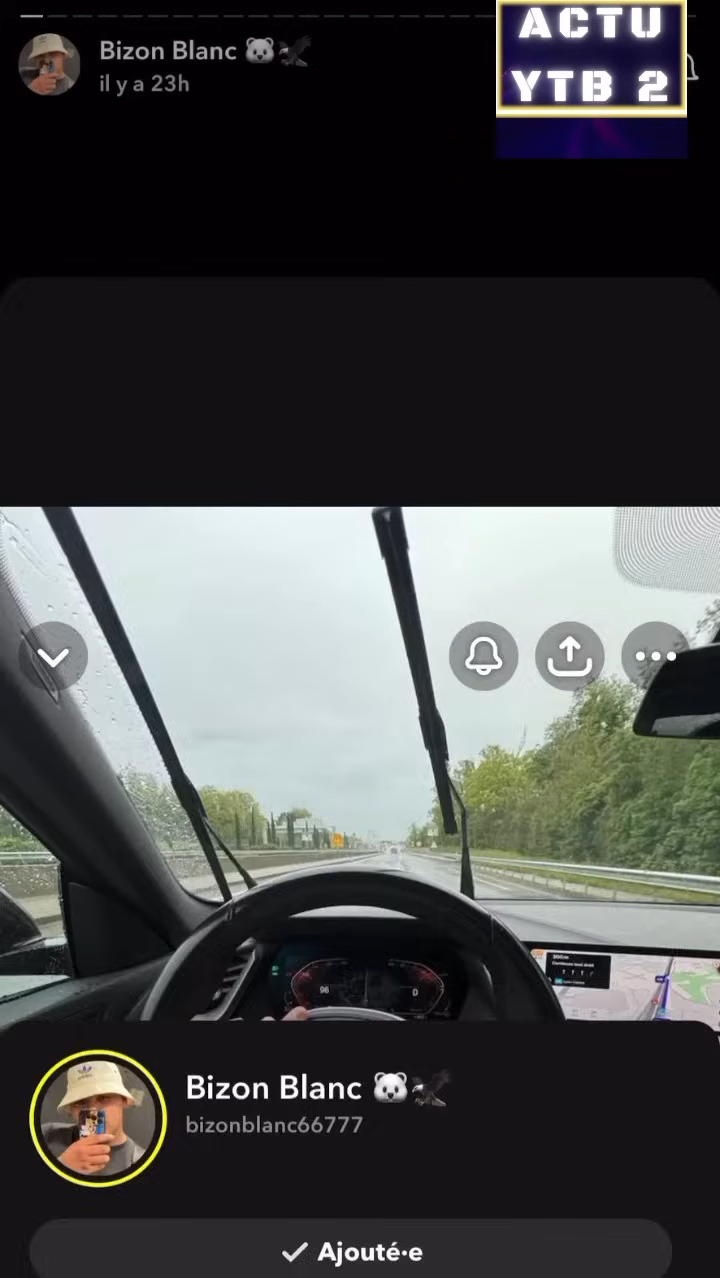 Bizon Blanc 🐻‍❄️🦅
il y a 23h
ACTU
YTB 2
96
D
Bizon Blanc 🐻‍❄️🦅
bizonblanc66777
Ajouté·e